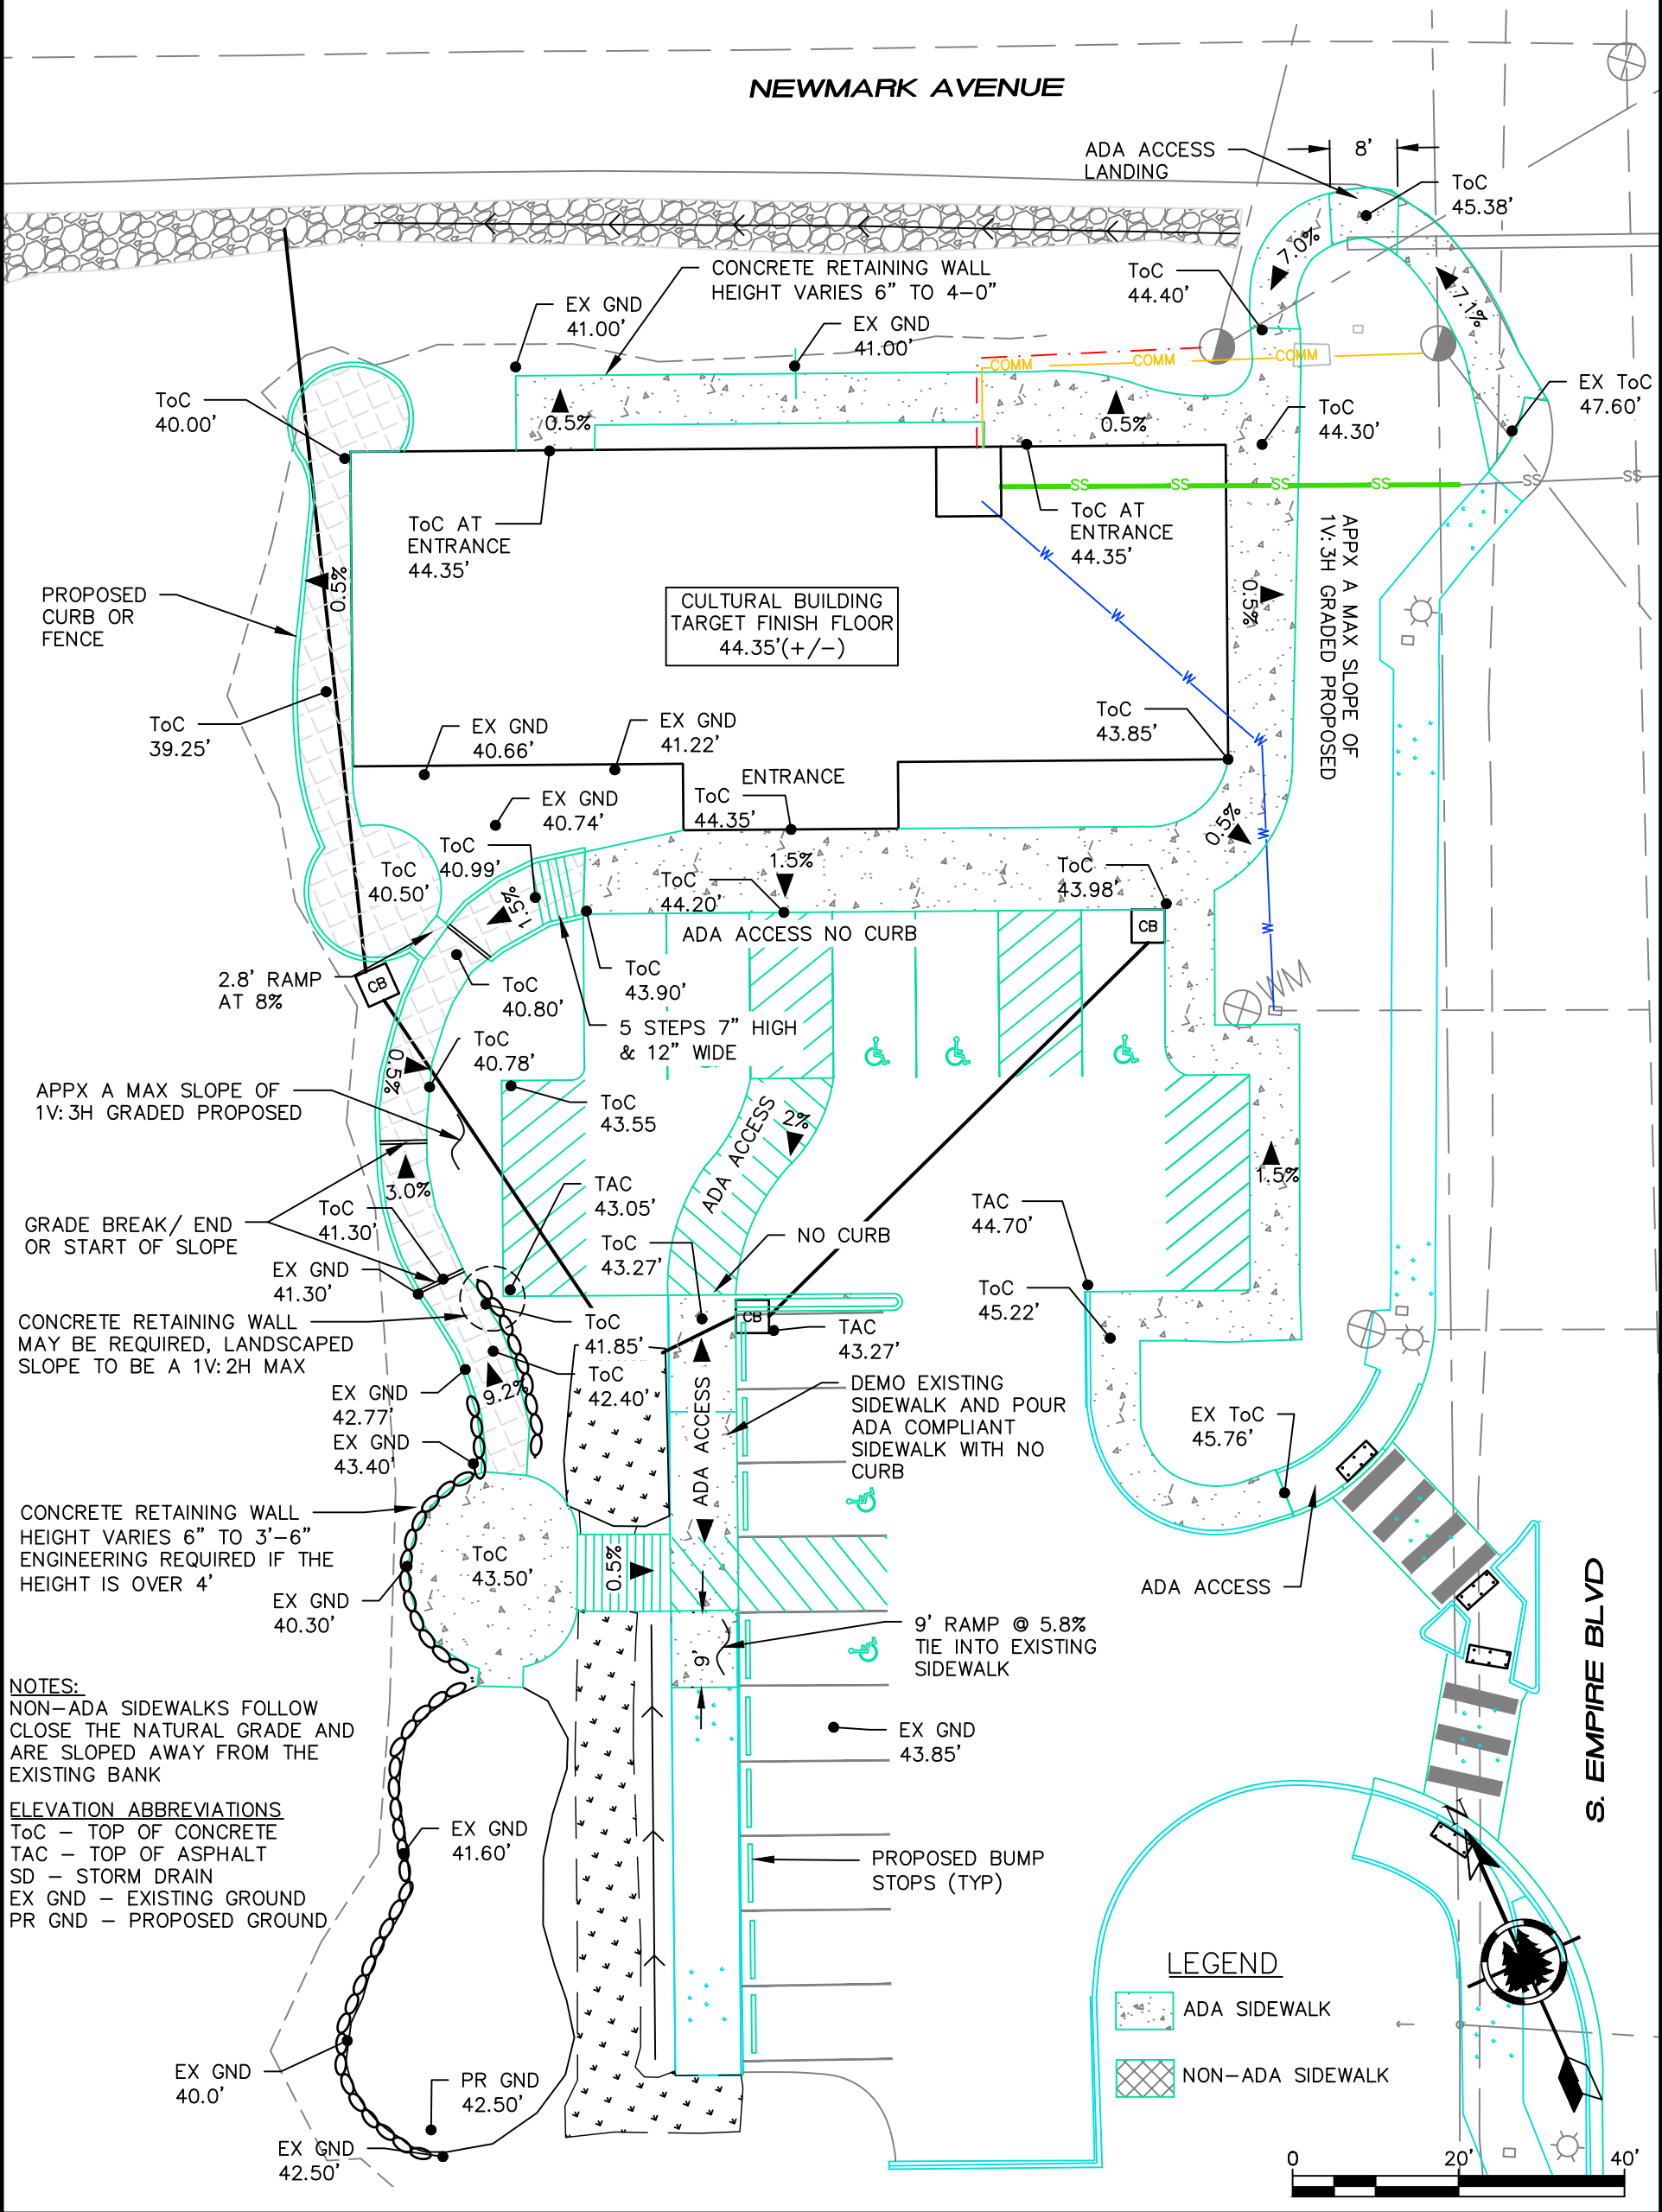 NEWMARK AVENUE
ADA ACCESS
LANDING
8'
ToC
45.38'
7.0%
7.1%
CONCRETE RETAINING WALL
HEIGHT VARIES 6" TO 4-0"
ToC
44.40'
EX GND
41.00'
EX GND
41.00'
COMM
COMM
COMM
EX ToC
47.60'
ToC
40.00'
0.5%
0.5%
ToC
44.30'
SS
SS
SS
SS
SS
SS
ToC AT
ENTRANCE
44.35'
ToC AT
ENTRANCE
44.35'
W
W
W
W
W
W
APPX A MAX SLOPE OF
1V:3H GRADED PROPOSED
PROPOSED
CURB OR
FENCE
0.5%
CULTURAL BUILDING
TARGET FINISH FLOOR
44.35'(+/-)
0.5%
ToC
39.25'
EX GND
40.66'
EX GND
41.22'
ToC
43.85'
ENTRANCE
EX GND
40.74'
ToC
44.35'
0.5%
ToC
40.99'
1.5%
ToC
40.50'
ToC
44.20'
ToC
43.98'
1.5%
ADA ACCESS NO CURB
CB
2.8' RAMP
AT 8%
CB
ToC
43.90'
ToC
40.80'
WM
5 STEPS 7" HIGH
& 12" WIDE
ToC
40.78'
0.5%
APPX A MAX SLOPE OF
1V:3H GRADED PROPOSED
ToC
43.55
ADA ACCESS
2%
3.0%
TAC
43.05'
TAC
44.70'
1.5%
GRADE BREAK/ END
OR START OF SLOPE
ToC
41.30'
ToC
43.27'
NO CURB
EX GND
41.30'
ToC
45.22'
CONCRETE RETAINING WALL
MAY BE REQUIRED, LANDSCAPED
SLOPE TO BE A 1V:2H MAX
ToC
41.85'
CB
TAC
43.27'
ToC
42.40'
9.2%
EX GND
42.77'
EX GND
43.40'
ADA ACCESS
DEMO EXISTING
SIDEWALK AND POUR
ADA COMPLIANT
SIDEWALK WITH NO
CURB
EX ToC
45.76'
CONCRETE RETAINING WALL
HEIGHT VARIES 6" TO 3'-6"
ENGINEERING REQUIRED IF THE
HEIGHT IS OVER 4'
ToC
43.50'
0.5%
ADA ACCESS
EX GND
40.30'
9'
9' RAMP @ 5.8%
TIE INTO EXISTING
SIDEWALK
S. EMPIRE BLVD
NOTES:
NON-ADA SIDEWALKS FOLLOW
CLOSE THE NATURAL GRADE AND
ARE SLOPED AWAY FROM THE
EXISTING BANK
EX GND
43.85'
ELEVATION ABBREVIATIONS
ToC - TOP OF CONCRETE
TAC - TOP OF ASPHALT
SD - STORM DRAIN
EX GND - EXISTING GROUND
PR GND - PROPOSED GROUND
EX GND
41.60'
PROPOSED BUMP
STOPS (TYP)
N
LEGEND
ADA SIDEWALK
NON-ADA SIDEWALK
EX GND
40.0'
PR GND
42.50'
EX GND
42.50'
0
20'
40'